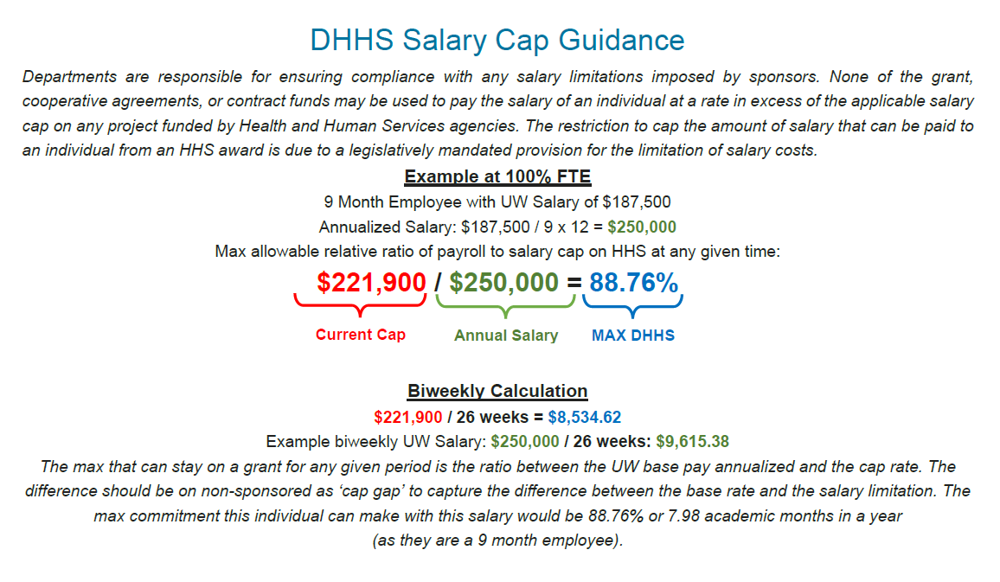 DHHS Salary Cap Guidance
Departments are responsible for ensuring compliance with any salary limitations imposed by sponsors. None of the grant,
cooperative agreements, or contract funds may be used to pay the salary of an individual at a rate in excess of the applicable salary
cap on any project funded by Health and Human Services agencies. The restriction to cap the amount of salary that can be paid to
an individual from an HHS award is due to a legislatively mandated provision for the limitation of salary costs.
Example at 100% FTE
9 Month Employee with UW Salary of $187,500
Annualized Salary: $187,500 / 9 x 12 = $250,000
Max allowable relative ratio of payroll to salary cap on HHS at any given time:
$221,900 / $250,000 = 88.76%
Current Cap Annual Salary MAX DHHS
Biweekly Calculation
$221,900 / 26 weeks = $8,534.62
Example biweekly UW Salary: $250,000 / 26 weeks: $9,615.38
The max that can stay on a grant for any given period is the ratio between the UW base pay annualized and the cap rate. The
difference should be on non-sponsored as ‘cap gap’ to capture the difference between the base rate and the salary limitation. The
max commitment this individual can make with this salary would be 88.76% or 7.98 academic months in a year
(as they are a 9 month employee).